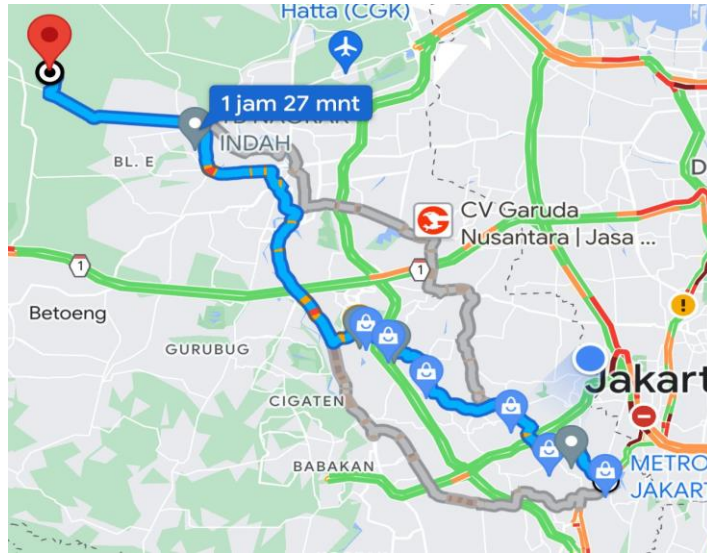 Hatta (CGK)
1 jam 27 mnt
INDAH
BL. E
CV Garuda
Nusantara | Jasa ...
1
1
Betoeng
GURUBUG
Jakart
CIGATEN
BABAKAN
METRO
JAKART
D